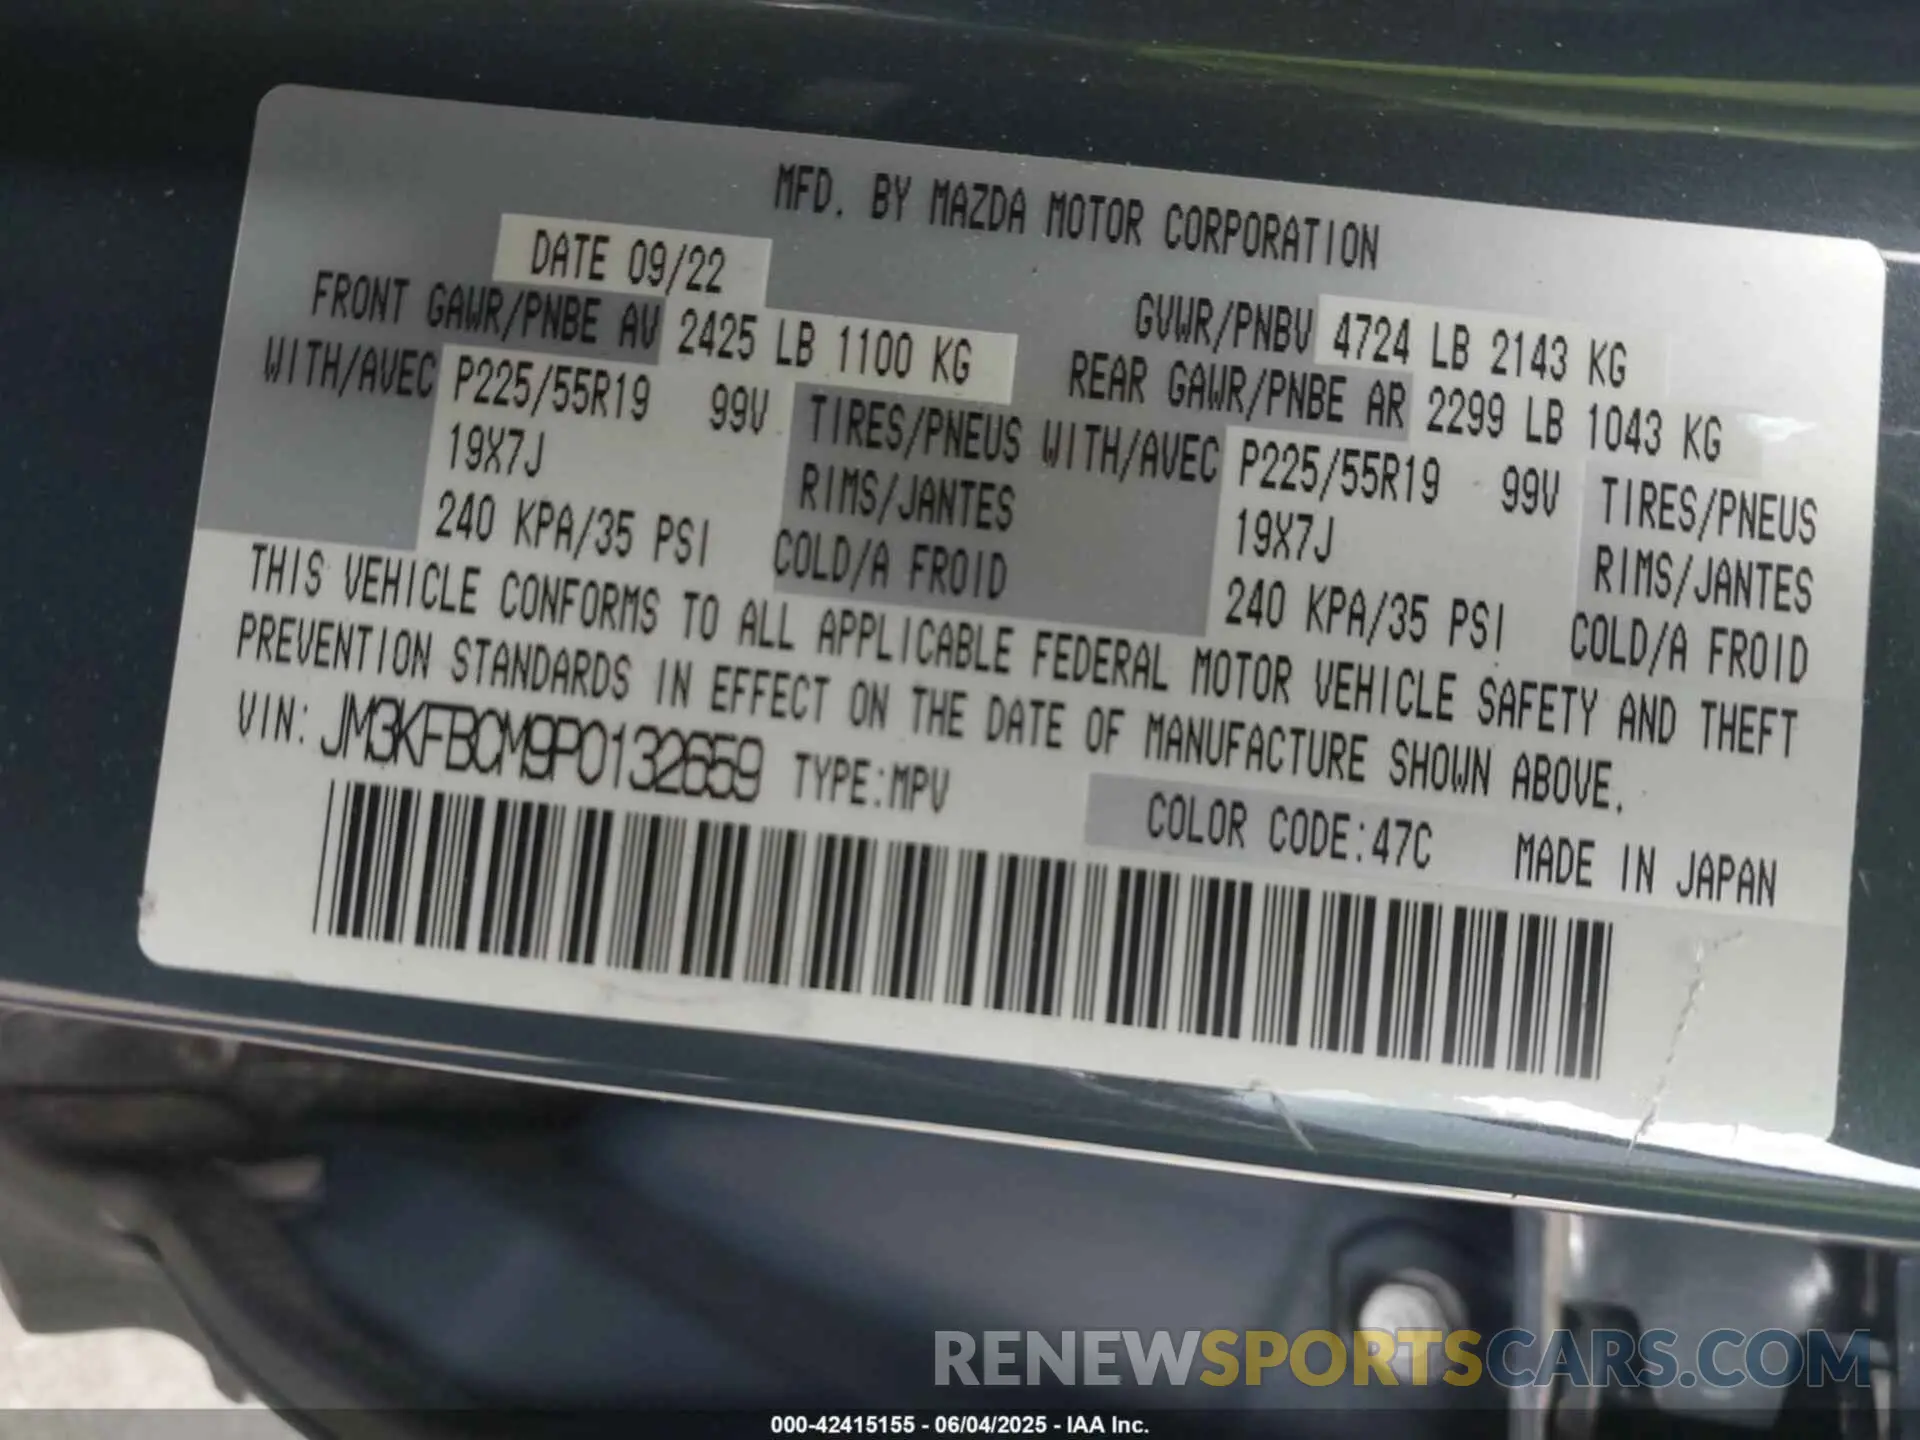 MFD. BY MAZDA MOTOR CORPORATION
DATE 09/22
GVWR/PNBV 4724 LB 2143 KG
FRONT GAWR/PNBE AV 2425 LB 1100 KG
REAR GAWR/PNBE AR 2299 LB 1043 KG
WITH/AVEC P225/55R19 99V TIRES/PNEUS WITH/AVEC P225/55R19 99V TIRES/PNEUS
19X7J RIMS/JANTES 19X7J RIMS/JANTES
240 KPA/35 PSI COLD/A FROID 240 KPA/35 PSI COLD/A FROID
THIS VEHICLE CONFORMS TO ALL APPLICABLE FEDERAL MOTOR VEHICLE SAFETY AND THEFT
PREVENTION STANDARDS IN EFFECT ON THE DATE OF MANUFACTURE SHOWN ABOVE.
VIN: JM3KFBCM9P0132659 TYPE:MPV
COLOR CODE:47C MADE IN JAPAN
RENEWSPORTSCARS.COM
000-42415155 - 06/04/2025 - IAA Inc.